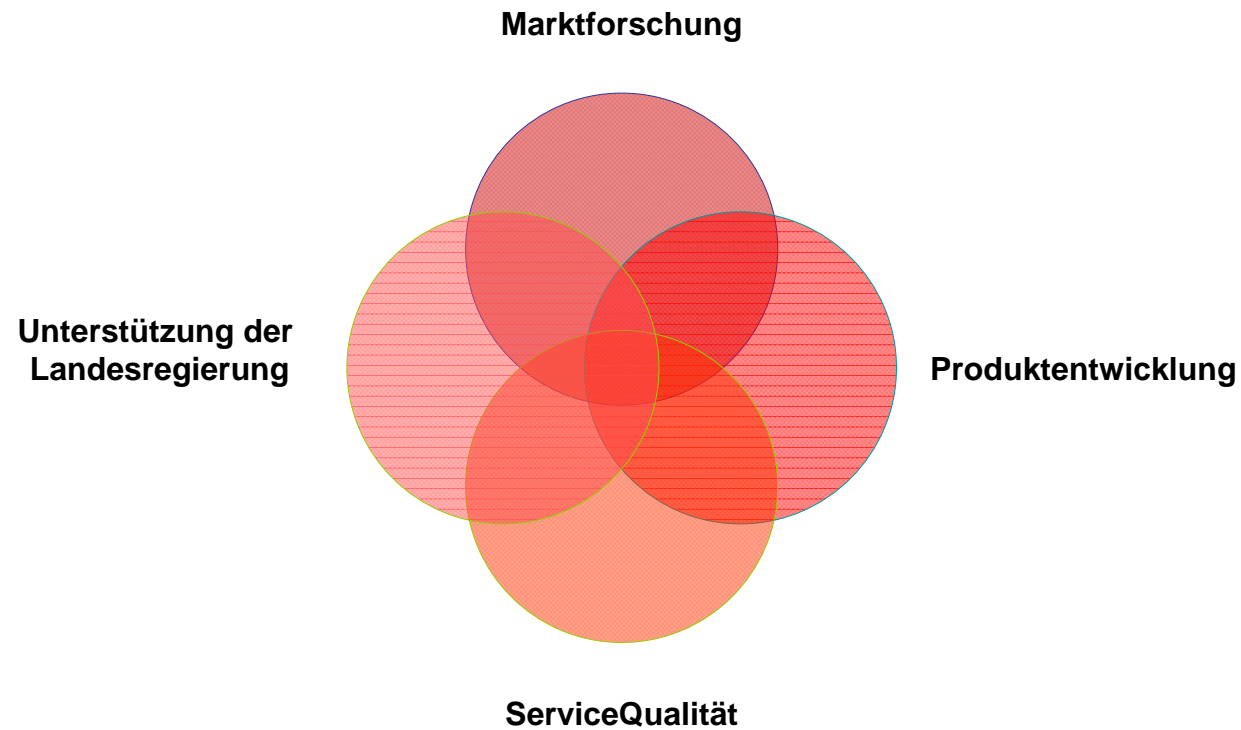 Marktforschung
Unterstützung der
Landesregierung
Produktentwicklung
ServiceQualität